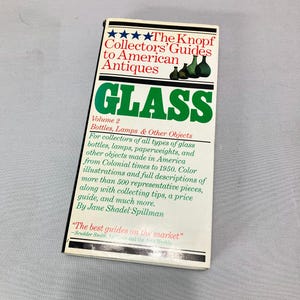 The Knopf
Collectors' Guides
to American
Antiques
GLASS
Volume 2
Bottles, Lamps & Other Objects
For collectors of all types of glass
bottles, lamps, paperweights, and
other objects made in America
from Colonial times to 1950. Color
illustrations and full descriptions of
more than 500 representative pieces,
along with collecting tips, a price
guide, and much more.
By Jane Shadel Spillman
"The best guides on the market"